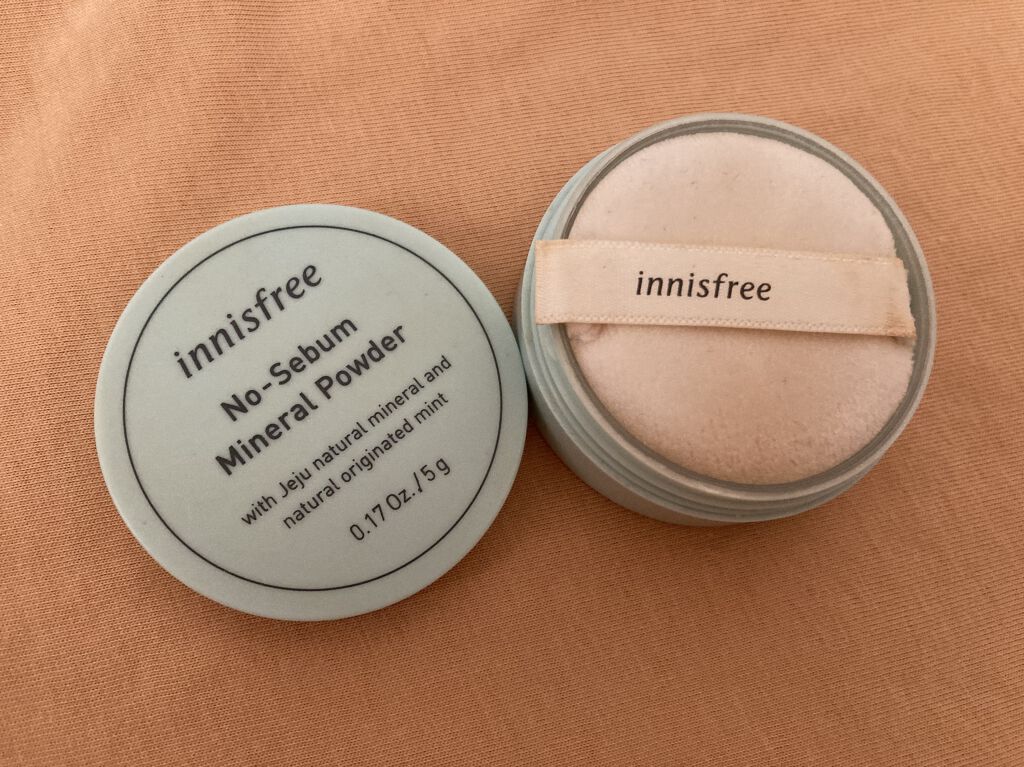 innisfree
No-Sebum
Mineral Powder
with Jeju natural mineral and
natural originated mint
0.17 Oz. / 5 g
innisfree